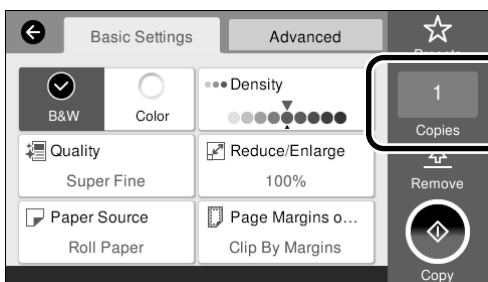 Basic Settings
Advanced
B&W
Color
Density
Quality
Super Fine
Reduce/Enlarge
100%
Paper Source
Roll Paper
Page Margins o...
Clip By Margins
1
Copies
Remove
Copy